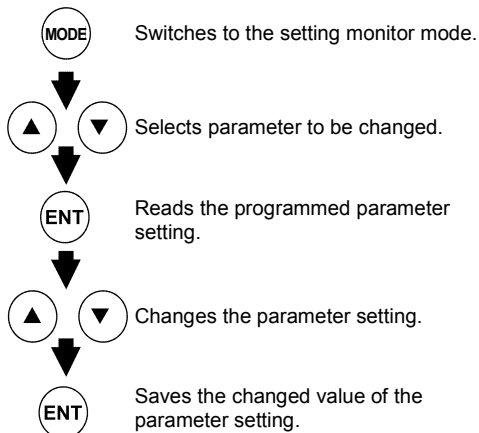 MODE Switches to the setting monitor mode.
▲ ▼ Selects parameter to be changed.
ENT Reads the programmed parameter
setting.
▲ ▼ Changes the parameter setting.
ENT Saves the changed value of the
parameter setting.